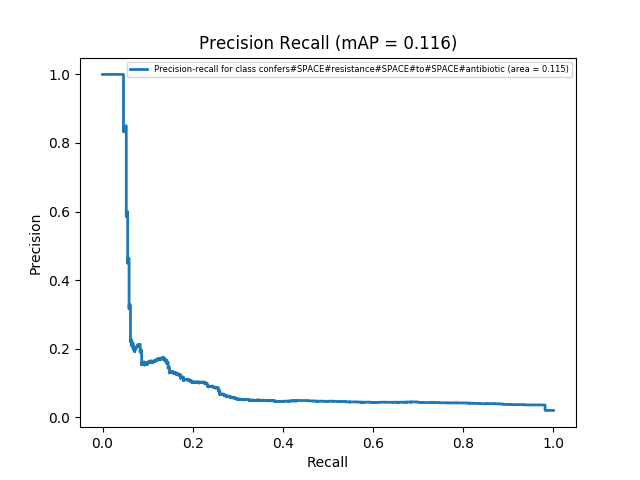 Precision Recall (mAP = 0.116)
Precision-recall for class confers#SPACE#resistance#SPACE#to#SPACE#antibiotic (area = 0.115)
1.0
0.8
0.6
0.4
0.2
0.0
Precision
0.0 0.2 0.4 0.6 0.8 1.0
Recall